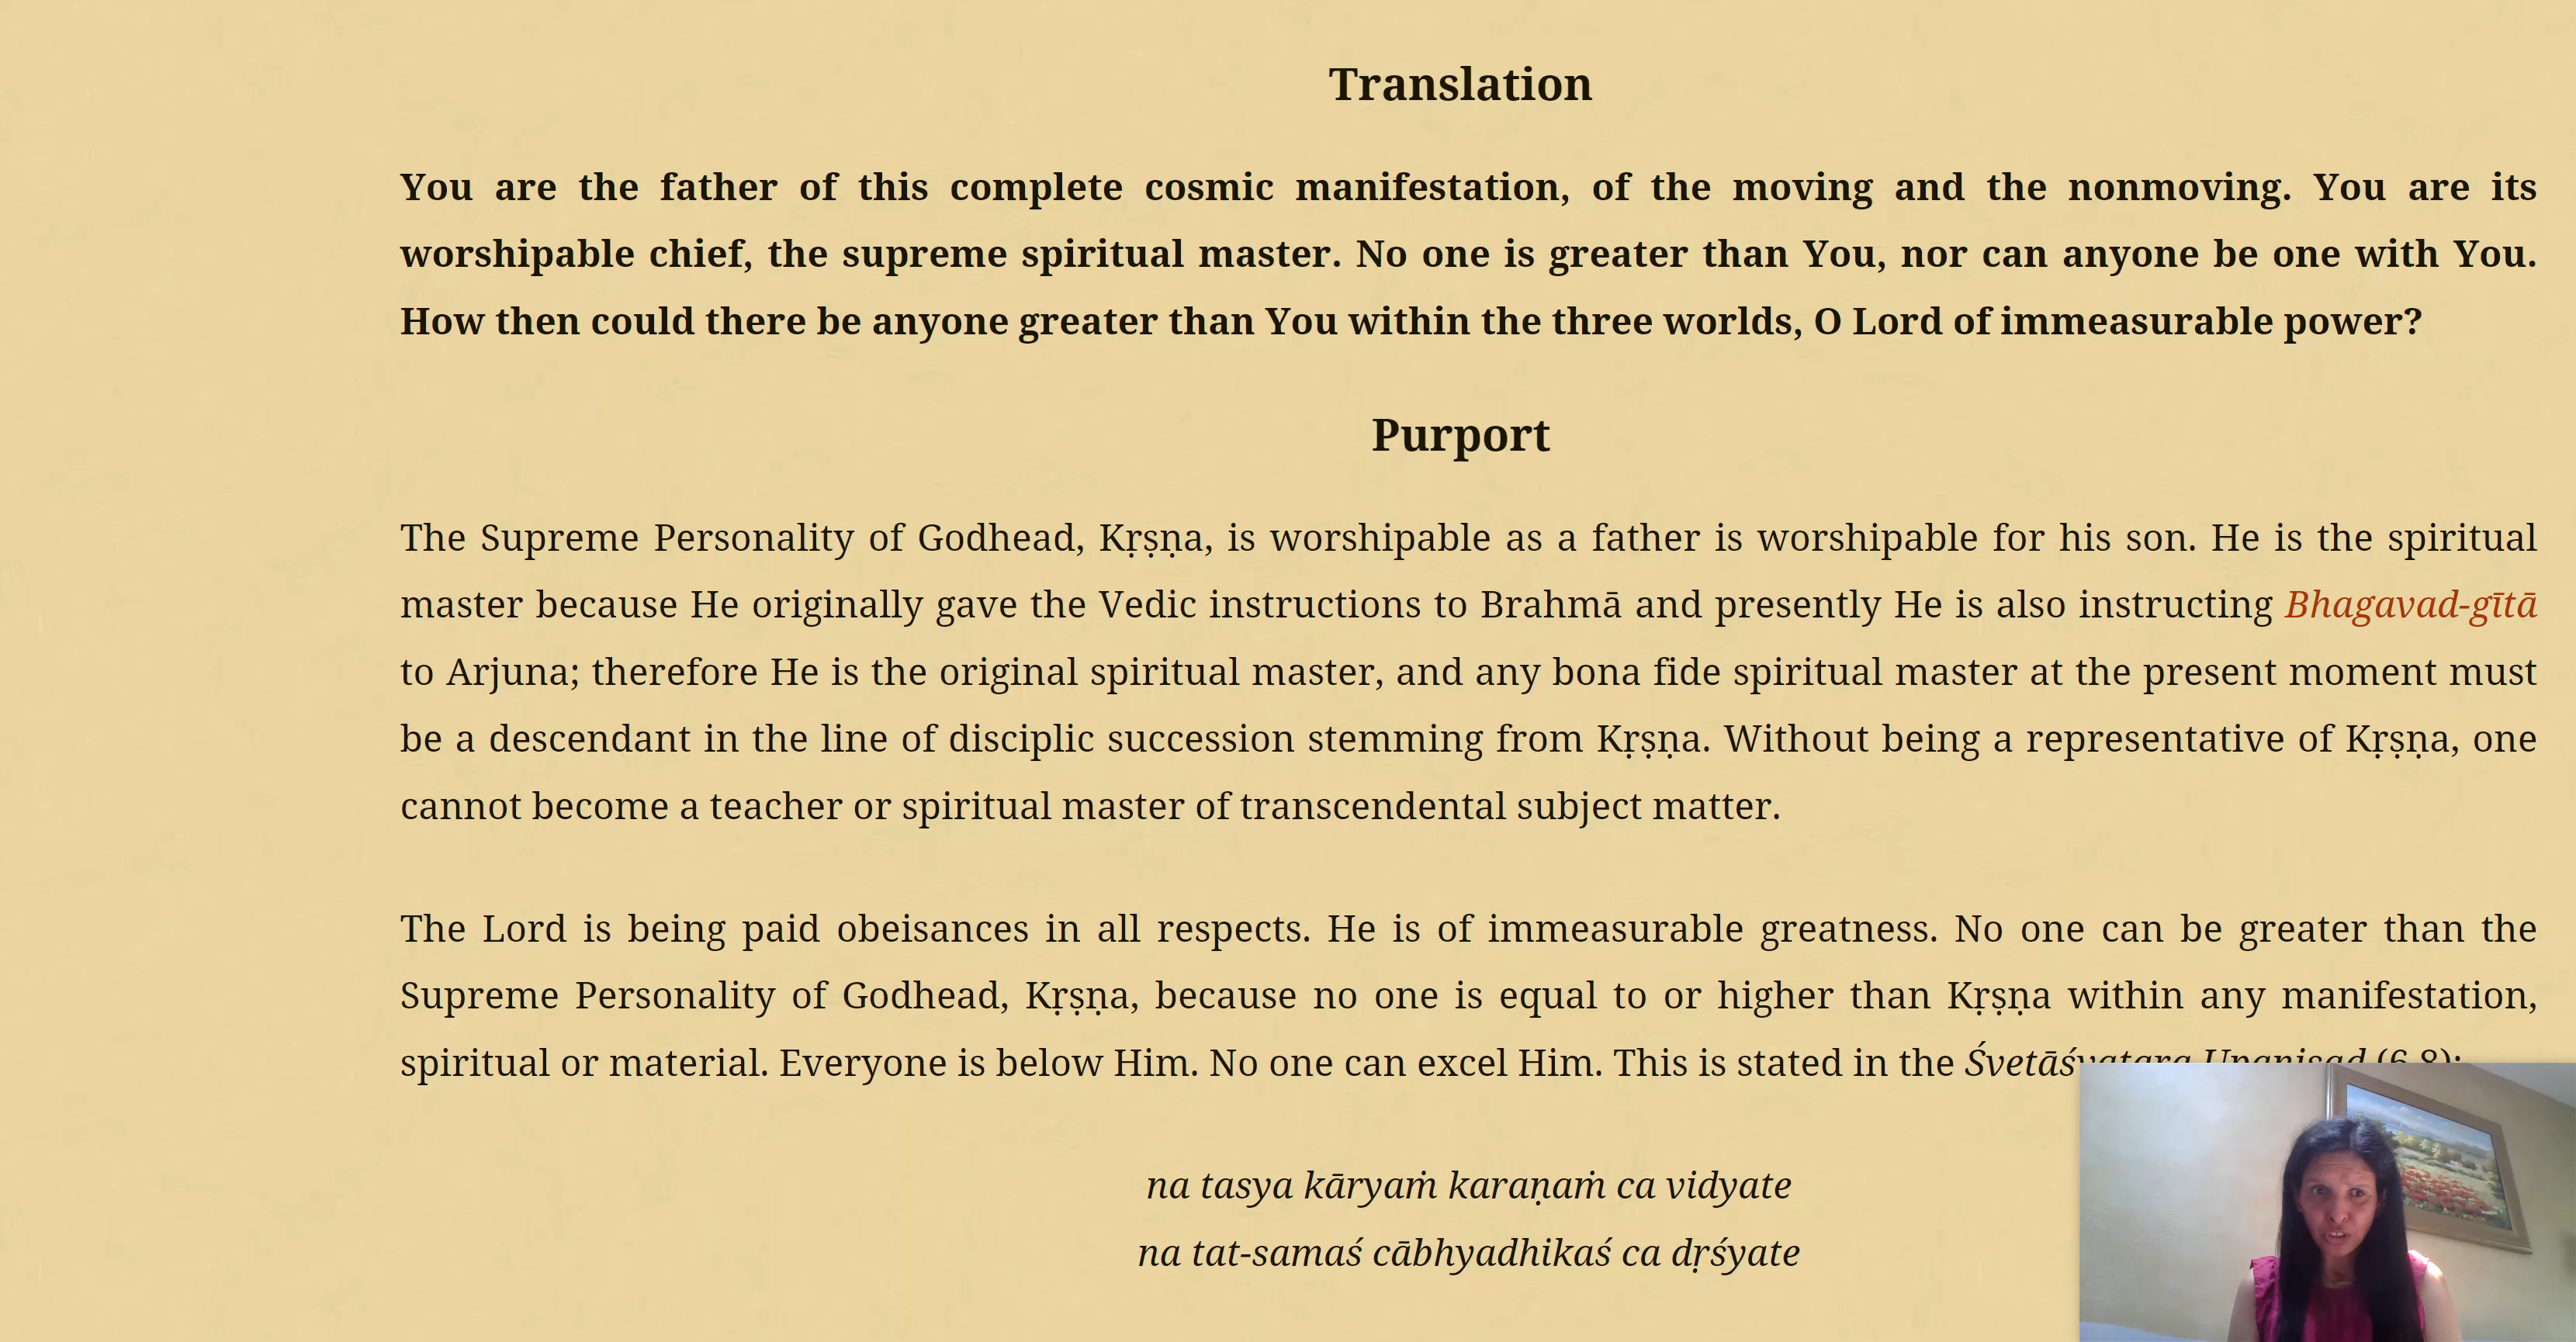 Translation
You are the father of this complete cosmic manifestation, of the moving and the nonmoving. You are its
worshipable chief, the supreme spiritual master. No one is greater than You, nor can anyone be one with You.
How then could there be anyone greater than You within the three worlds, O Lord of immeasurable power?
Purport
The Supreme Personality of Godhead, Kṛṣṇa, is worshipable as a father is worshipable for his son. He is the spiritual
master because He originally gave the Vedic instructions to Brahmā and presently He is also instructing Bhagavad-gītā
to Arjuna; therefore He is the original spiritual master, and any bona fide spiritual master at the present moment must
be a descendant in the line of disciplic succession stemming from Kṛṣṇa. Without being a representative of Kṛṣṇa, one
cannot become a teacher or spiritual master of transcendental subject matter.
The Lord is being paid obeisances in all respects. He is of immeasurable greatness. No one can be greater than the
Supreme Personality of Godhead, Kṛṣṇa, because no one is equal to or higher than Kṛṣṇa within any manifestation,
spiritual or material. Everyone is below Him. No one can excel Him. This is stated in the Śvetāśvatara Upaniṣad (6.8):
na tasya kāryaṁ karaṇaṁ ca vidyate
na tat-samaś cābhyadhikaś ca dṛśyate